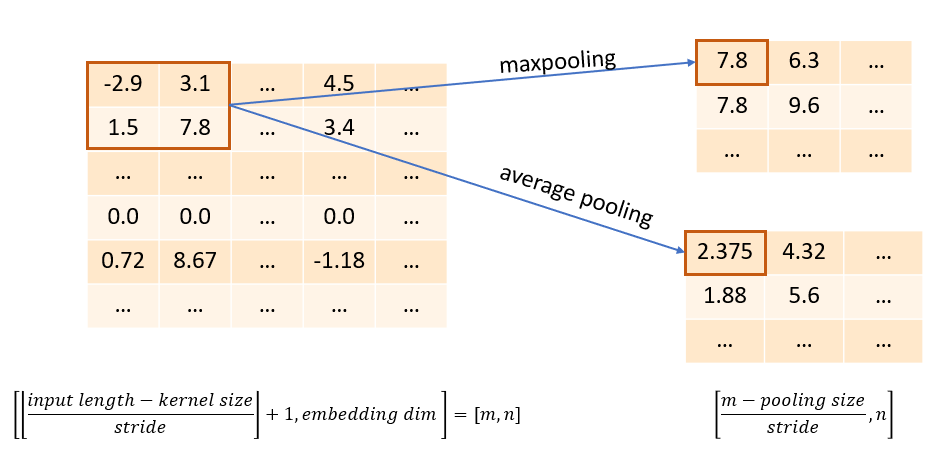 -2.9 3.1 ... 4.5 ...
1.5 7.8 ... 3.4 ...
... ... ... ... ...
0.0 0.0 ... 0.0 ...
0.72 8.67 ... -1.18 ...
... ... ... ... ...
maxpooling
average pooling
7.8 6.3 ...
7.8 9.6 ...
... ... ...
2.375 4.32 ...
1.88 5.6 ...
... ... ...
[⌊(input length − kernel size)/stride⌋ + 1, embedding dim] = [m, n]
[(m − pooling size)/stride, n]